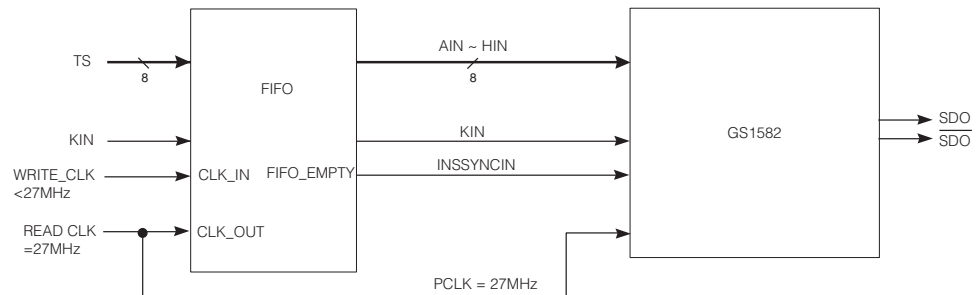 AIN ~ HIN
TS
8
8
FIFO
GS1582
SDO
SDO
KIN
KIN
WRITE_CLK
<27MHz
CLK_IN
FIFO_EMPTY
INSSYNCIN
READ CLK
=27MHz
CLK_OUT
PCLK = 27MHz